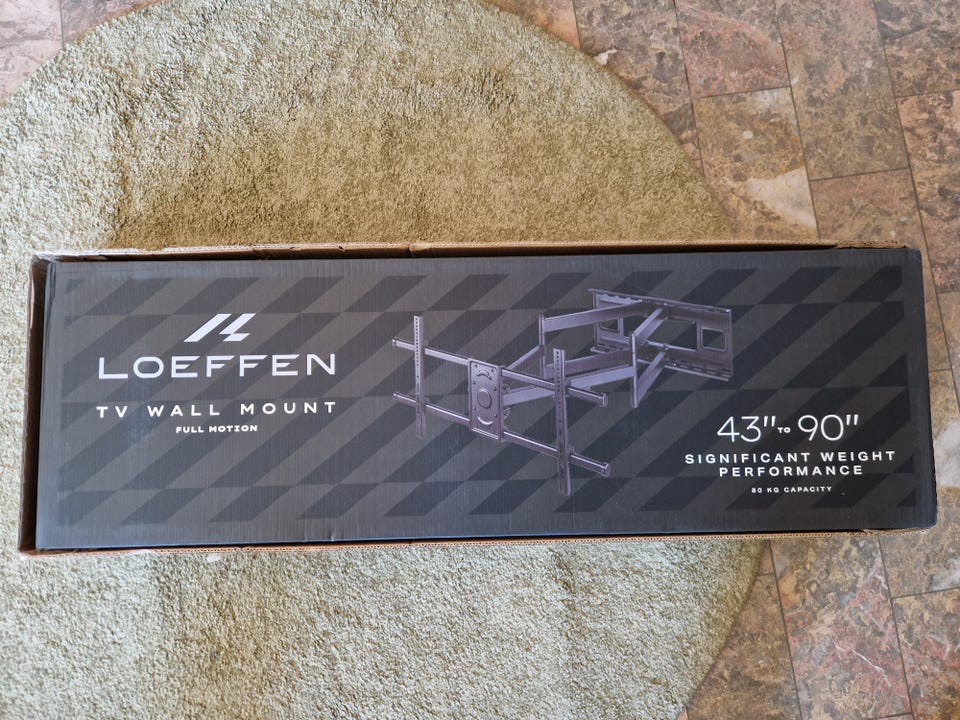 LOEFFEN
TV WALL MOUNT
FULL MOTION
43" TO 90"
SIGNIFICANT WEIGHT
PERFORMANCE
80 KG CAPACITY